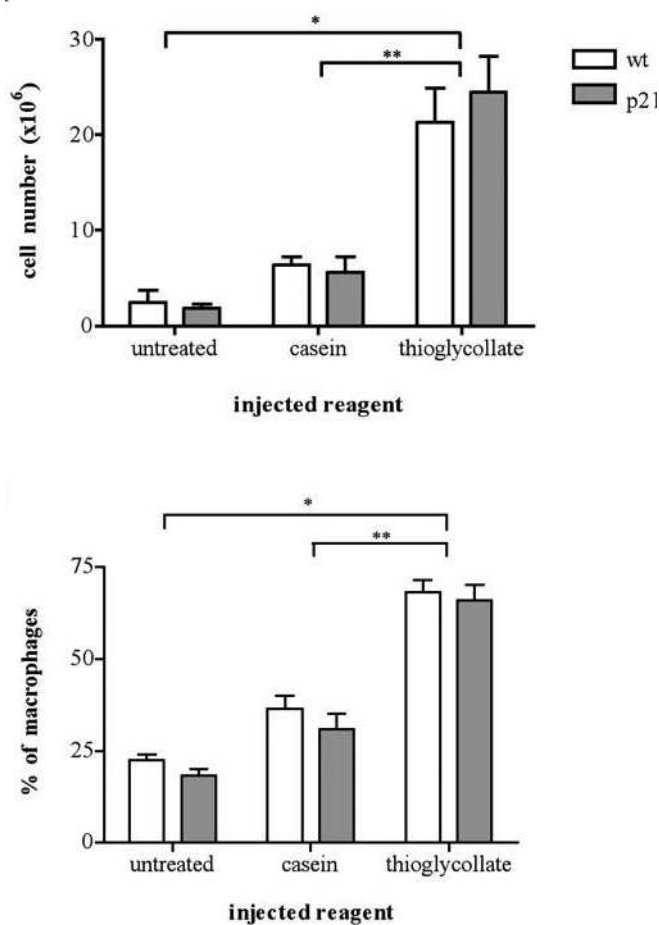 *
**
30
20
10
0
cell number (x10⁶)
wt
p21
untreated casein thioglycollate
injected reagent
*
**
75
50
25
0
% of macrophages
untreated casein thioglycollate
injected reagent